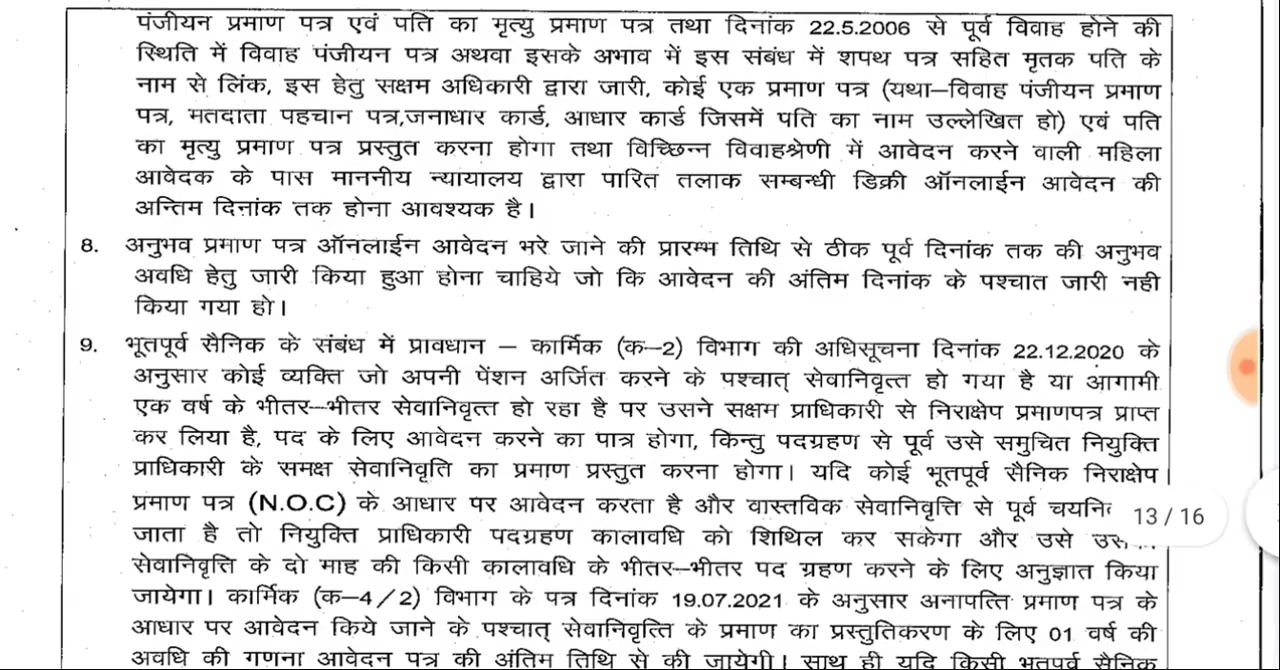 पंजीयन प्रमाण पत्र एवं पति का मृत्यु प्रमाण पत्र तथा दिनांक 22.5.2006 से पूर्व विवाह होने की
स्थिति में विवाह पंजीयन पत्र अथवा इसके अभाव में इस संबंध में शपथ पत्र सहित मृतक पति के
नाम से लिंक, इस हेतु सक्षम अधिकारी द्वारा जारी, कोई एक प्रमाण पत्र (यथा–विवाह पंजीयन प्रमाण
पत्र, मतदाता पहचान पत्र,जनाधार कार्ड, आधार कार्ड जिसमें पति का नाम उल्लेखित हो) एवं पति
का मृत्यु प्रमाण पत्र प्रस्तुत करना होगा तथा विच्छिन्न विवाहश्रेणी में आवेदन करने वाली महिला
आवेदक के पास माननीय न्यायालय द्वारा पारित तलाक सम्बन्धी डिक्री ऑनलाईन आवेदन की
अन्तिम दिनांक तक होना आवश्यक है।
8. अनुभव प्रमाण पत्र ऑनलाईन आवेदन भरे जाने की प्रारम्भ तिथि से ठीक पूर्व दिनांक तक की अनुभव
अवधि हेतु जारी किया हुआ होना चाहिये जो कि आवेदन की अंतिम दिनांक के पश्चात जारी नही
किया गया हो।
9. भूतपूर्व सैनिक के संबंध में प्रावधान – कार्मिक (क–2) विभाग की अधिसूचना दिनांक 22.12.2020 के
अनुसार कोई व्यक्ति जो अपनी पेंशन अर्जित करने के पश्चात् सेवानिवृत्त हो गया है या आगामी
एक वर्ष के भीतर–भीतर सेवानिवृत्त हो रहा है पर उसने सक्षम प्राधिकारी से निराक्षेप प्रमाणपत्र प्राप्त
कर लिया है, पद के लिए आवेदन करने का पात्र होगा, किन्तु पदग्रहण से पूर्व उसे समुचित नियुक्ति
प्राधिकारी के समक्ष सेवानिवृति का प्रमाण प्रस्तुत करना होगा। यदि कोई भूतपूर्व सैनिक निराक्षेप
प्रमाण पत्र (N.O.C) के आधार पर आवेदन करता है और वास्तविक सेवानिवृत्ति से पूर्व
13 / 16
जाता है तो नियुक्ति प्राधिकारी पदग्रहण कालावधि को शिथिल कर सकेगा और उसे
सेवानिवृत्ति के दो माह की किसी कालावधि के भीतर–भीतर पद ग्रहण करने के लिए अनुज्ञात किया
जायेगा। कार्मिक (क–4/2) विभाग के पत्र दिनांक 19.07.2021 के अनुसार अनापत्ति प्रमाण पत्र के
आधार पर आवेदन किये जाने के पश्चात् सेवानिवृत्ति के प्रमाण का प्रस्तुतिकरण के लिए 01 वर्ष की
अवधि की गणना आवेदन पत्र की अंतिम तिथि से की जायेगी। साथ ही यदि किसी भूतपूर्व सैनिक